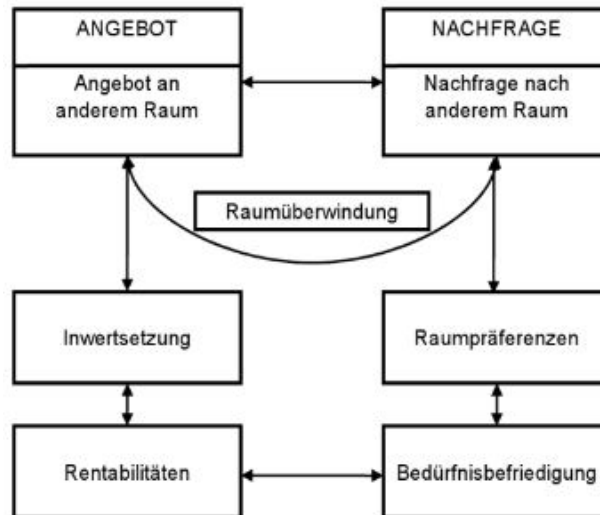 ANGEBOT
Angebot an
anderem Raum
NACHFRAGE
Nachfrage nach
anderem Raum
Raumüberwindung
Inwertsetzung
Raumpräferenzen
Rentabilitäten
Bedürfnisbefriedigung